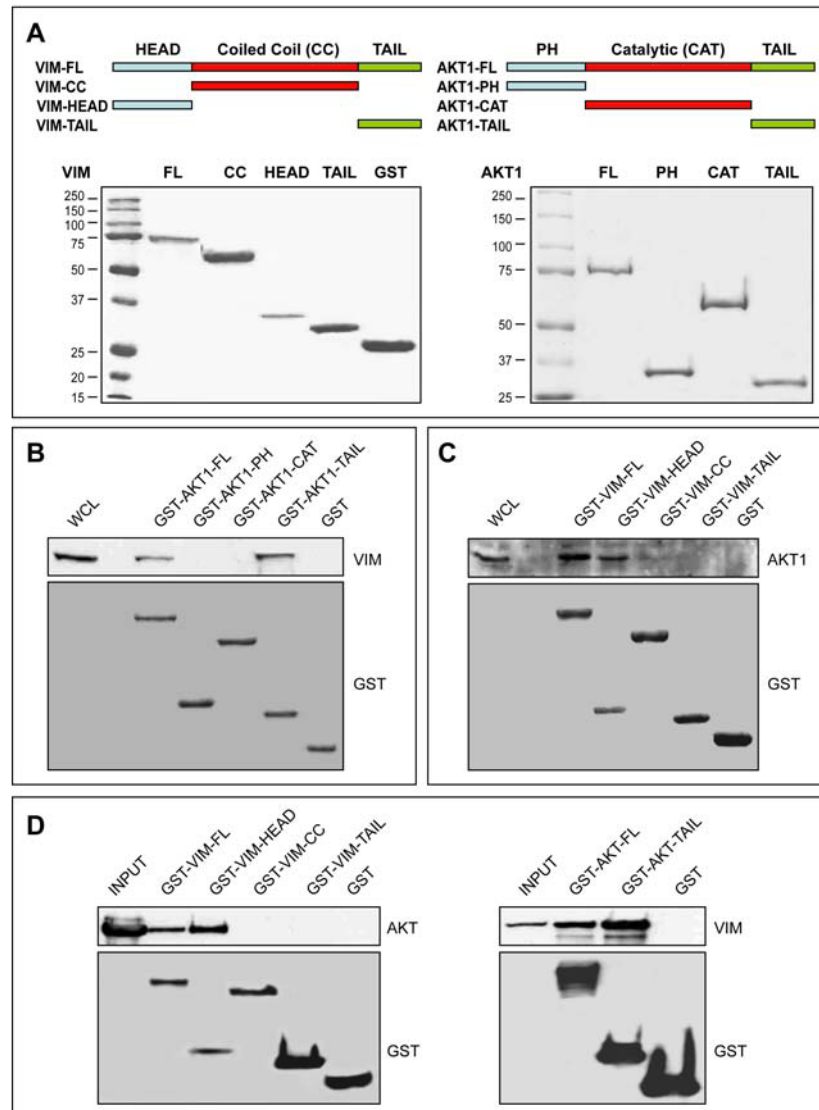 A
HEAD Coiled Coil (CC) TAIL
VIM-FL
VIM-CC
VIM-HEAD
VIM-TAIL
PH Catalytic (CAT) TAIL
AKT1-FL
AKT1-PH
AKT1-CAT
AKT1-TAIL
VIM FL CC HEAD TAIL GST
250
150
100
75
50
37
25
20
15
AKT1 FL PH CAT TAIL
250
150
100
75
50
37
25
B
WCL
GST-AKT1-FL
GST-AKT1-PH
GST-AKT1-CAT
GST-AKT1-TAIL
GST
VIM
GST
C
WCL
GST-VIM-FL
GST-VIM-HEAD
GST-VIM-CC
GST-VIM-TAIL
GST
AKT1
GST
D
INPUT
GST-VIM-FL
GST-VIM-HEAD
GST-VIM-CC
GST-VIM-TAIL
GST
AKT
GST
INPUT
GST-AKT-FL
GST-AKT-TAIL
GST
VIM
GST